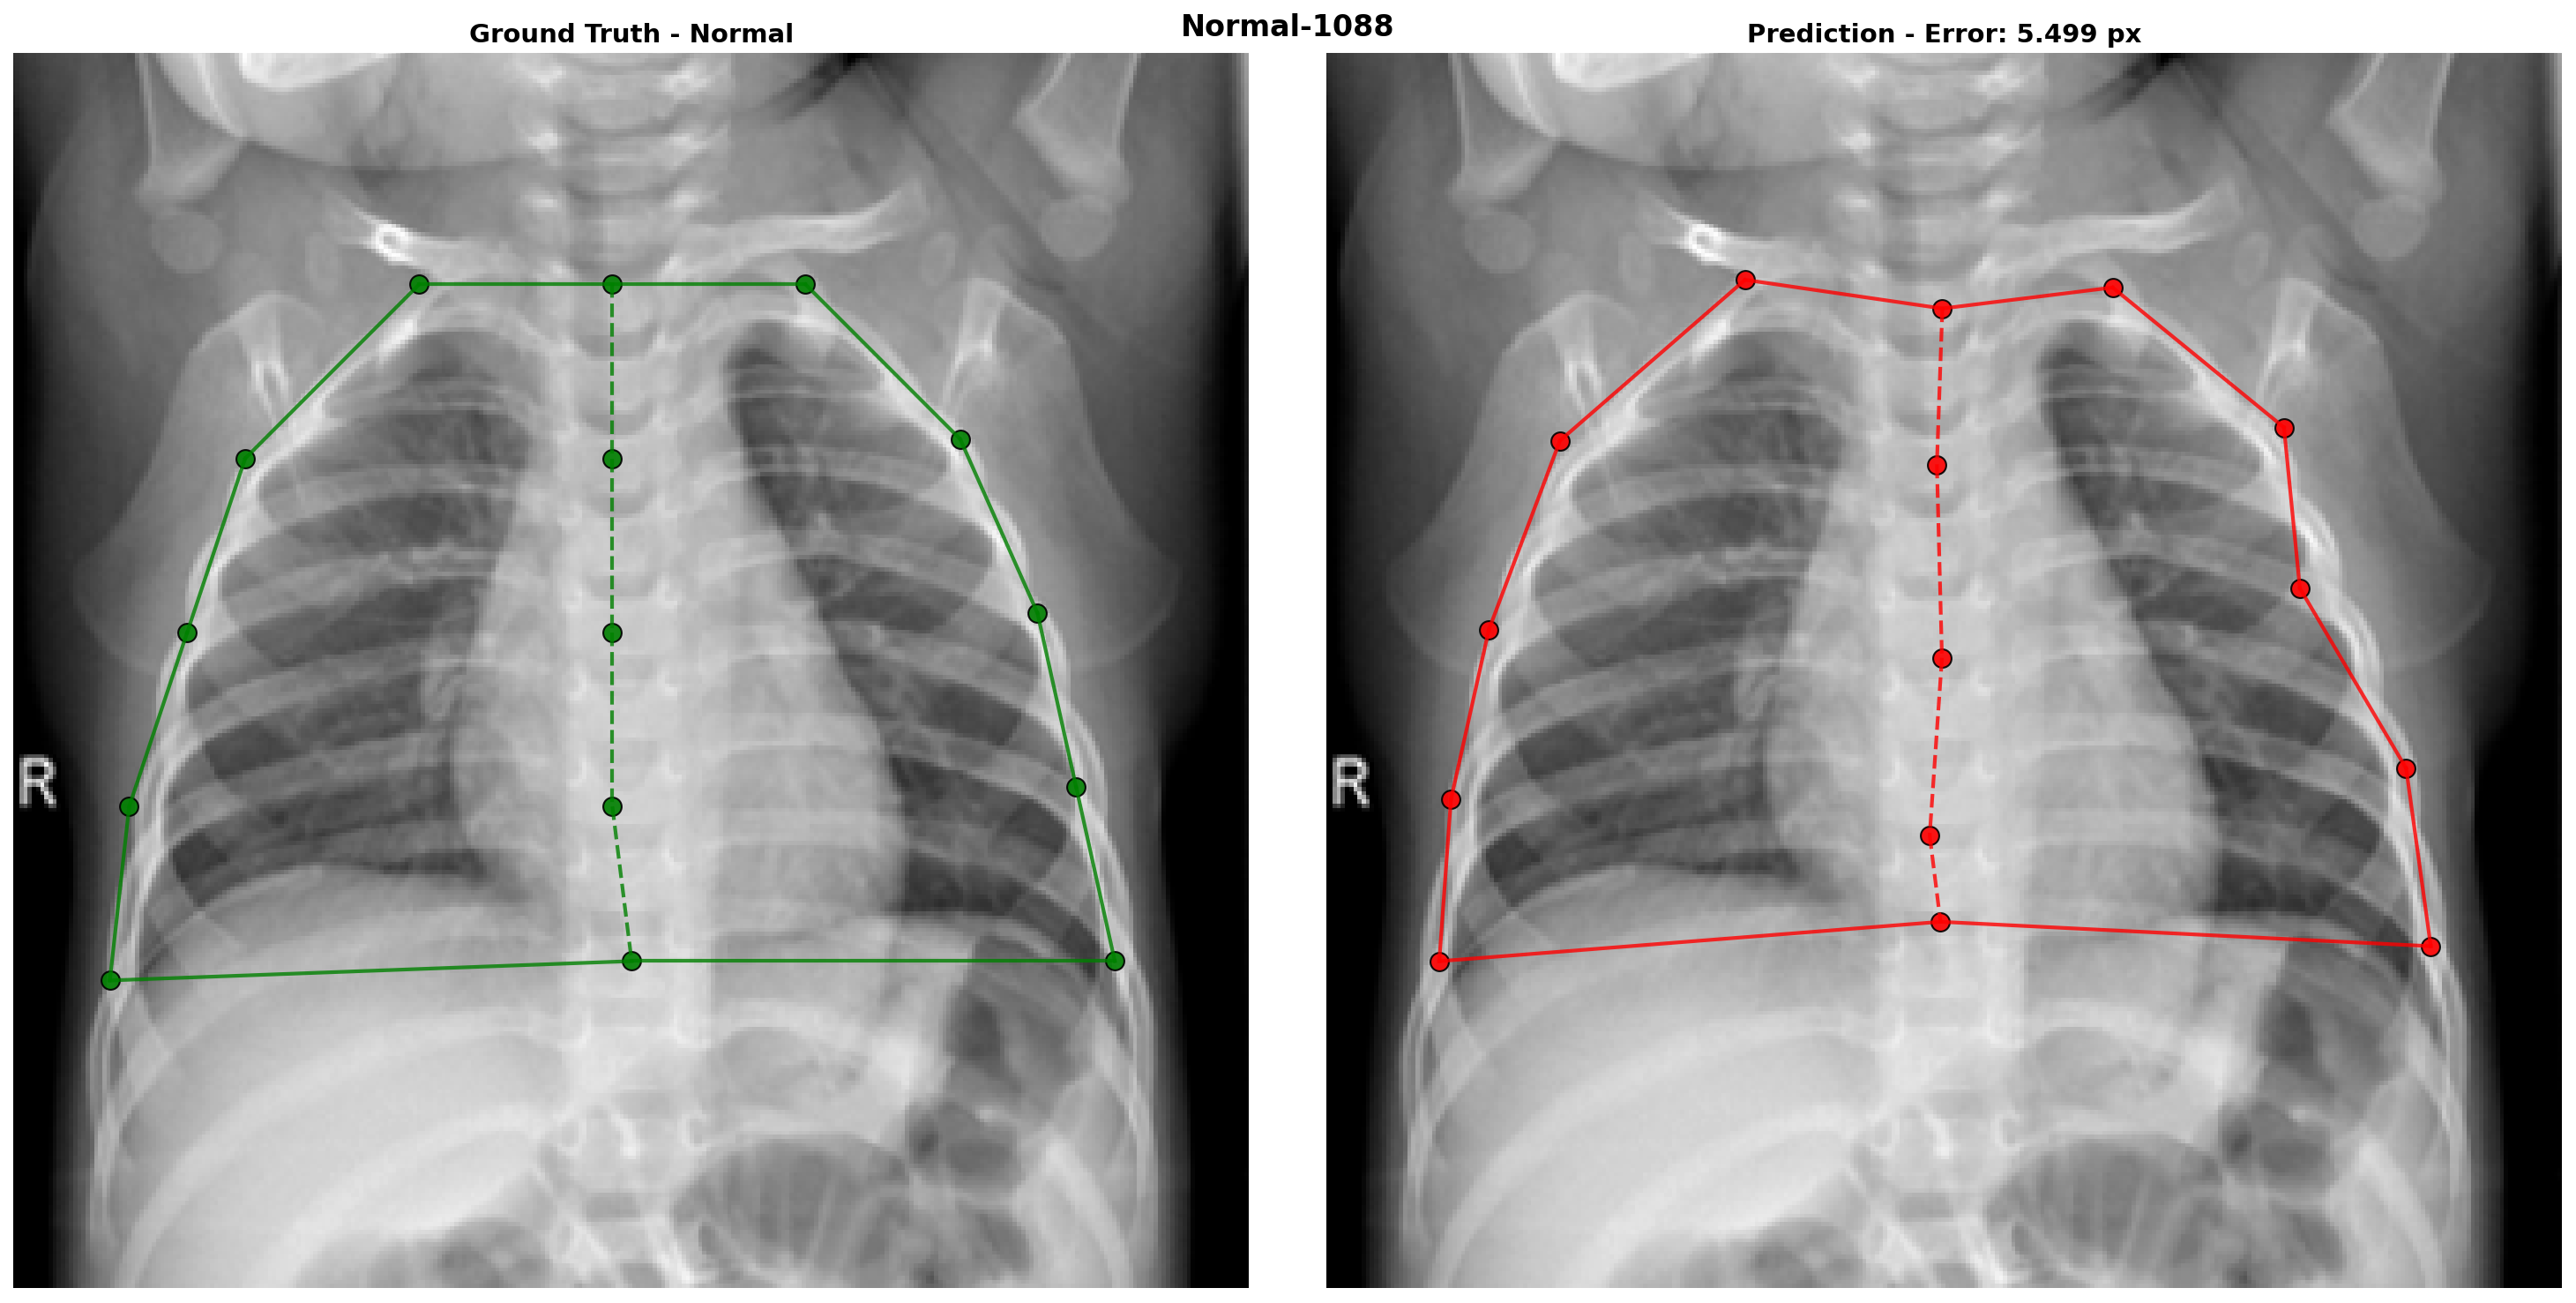 Normal-1088
Ground Truth - Normal
Prediction - Error: 5.499 px
R
R